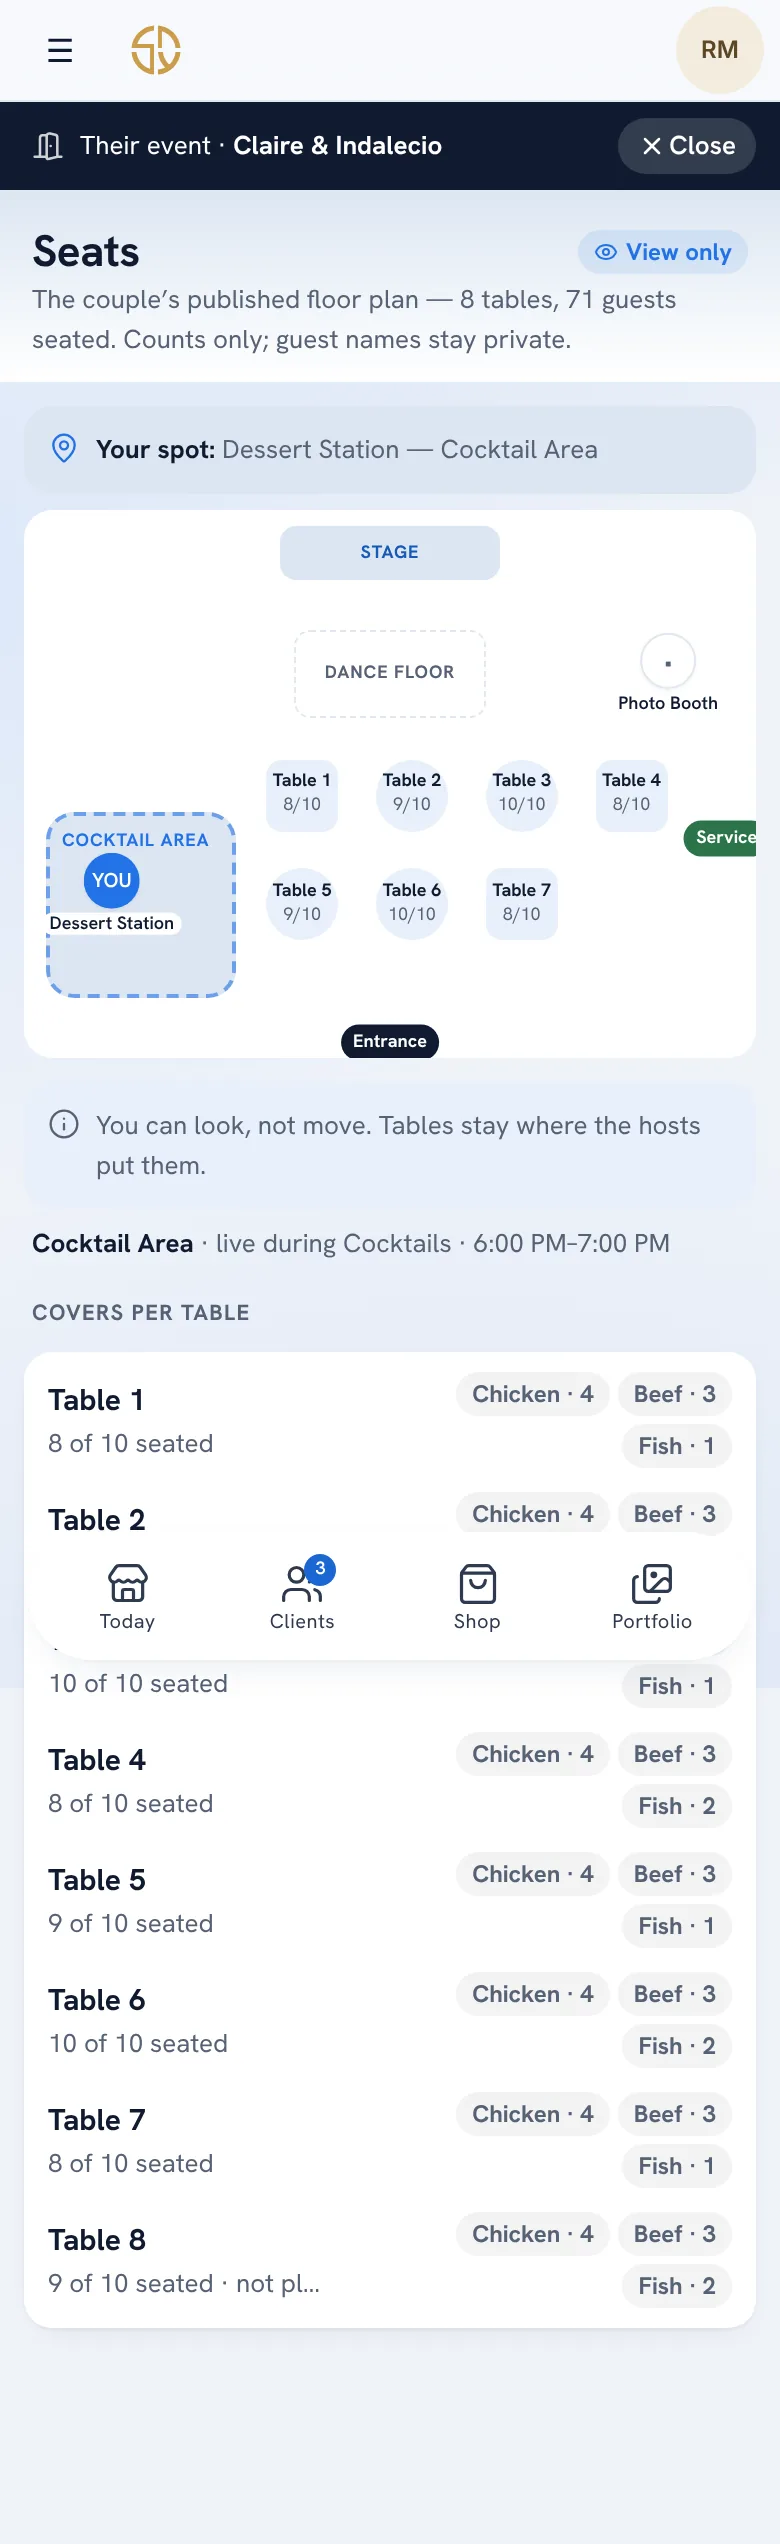 RM
Their event · Claire & Indalecio
Close
Seats
View only
The couple’s published floor plan — 8 tables, 71 guests
seated. Counts only; guest names stay private.
Your spot: Dessert Station — Cocktail Area
STAGE
DANCE FLOOR
Photo Booth
Table 1
8/10
Table 2
9/10
Table 3
10/10
Table 4
8/10
COCKTAIL AREA
YOU
Dessert Station
Service
Table 5
9/10
Table 6
10/10
Table 7
8/10
Entrance
You can look, not move. Tables stay where the hosts
put them.
Cocktail Area · live during Cocktails · 6:00 PM–7:00 PM
COVERS PER TABLE
Table 1
8 of 10 seated
Chicken · 4
Beef · 3
Fish · 1
Table 2
Chicken · 4
Beef · 3
3
Today
Clients
Shop
Portfolio
10 of 10 seated
Fish · 1
Table 4
8 of 10 seated
Chicken · 4
Beef · 3
Fish · 2
Table 5
9 of 10 seated
Chicken · 4
Beef · 3
Fish · 1
Table 6
10 of 10 seated
Chicken · 4
Beef · 3
Fish · 2
Table 7
8 of 10 seated
Chicken · 4
Beef · 3
Fish · 1
Table 8
9 of 10 seated · not pl...
Chicken · 4
Beef · 3
Fish · 2